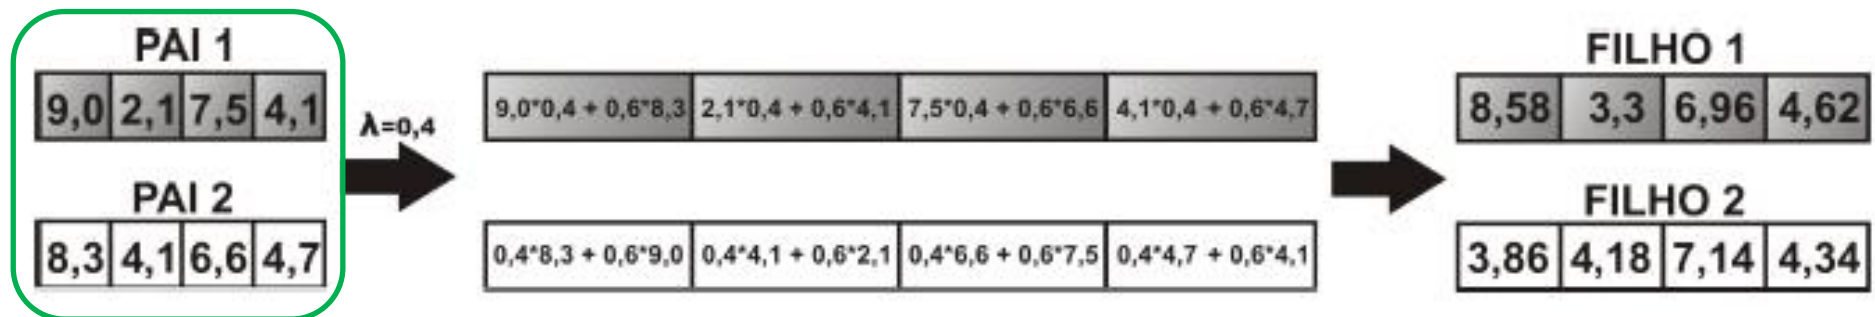 PAI 1
9,0 2,1 7,5 4,1
λ=0,4
PAI 2
8,3 4,1 6,6 4,7
9,0*0,4 + 0,6*8,3 2,1*0,4 + 0,6*4,1 7,5*0,4 + 0,6*6,6 4,1*0,4 + 0,6*4,7
0,4*8,3 + 0,6*9,0 0,4*4,1 + 0,6*2,1 0,4*6,6 + 0,6*7,5 0,4*4,7 + 0,6*4,1
FILHO 1
8,58 3,3 6,96 4,62
FILHO 2
3,86 4,18 7,14 4,34